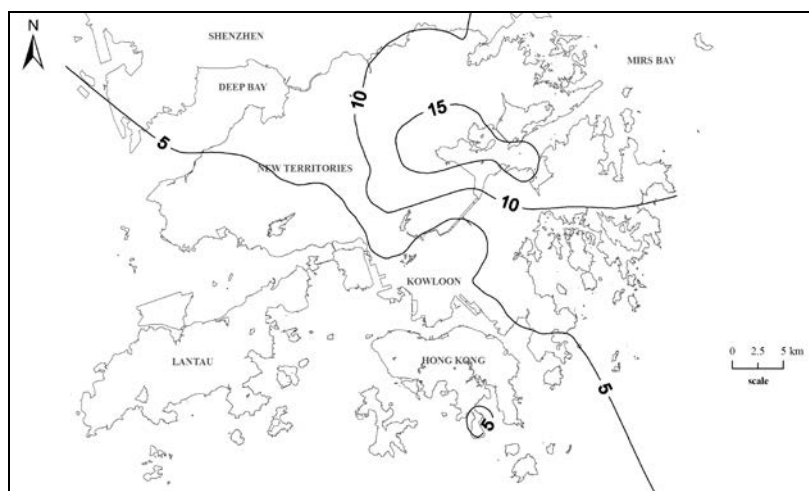 N
SHENZHEN
MIRS BAY
DEEP BAY
10
15
5
NEW TERRITORIES
10
KOWLOON
LANTAU
HONG KONG
0 2.5 5 km
scale
5
5